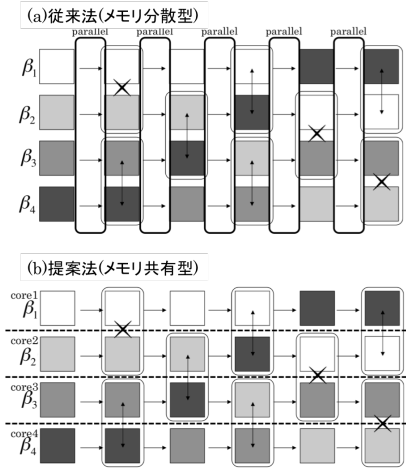 (a)従来法(メモリ分散型)
parallel parallel parallel parallel parallel
β1
β2
β3
β4
(b)提案法(メモリ共有型)
core1
β1
core2
β2
core3
β3
core4
β4